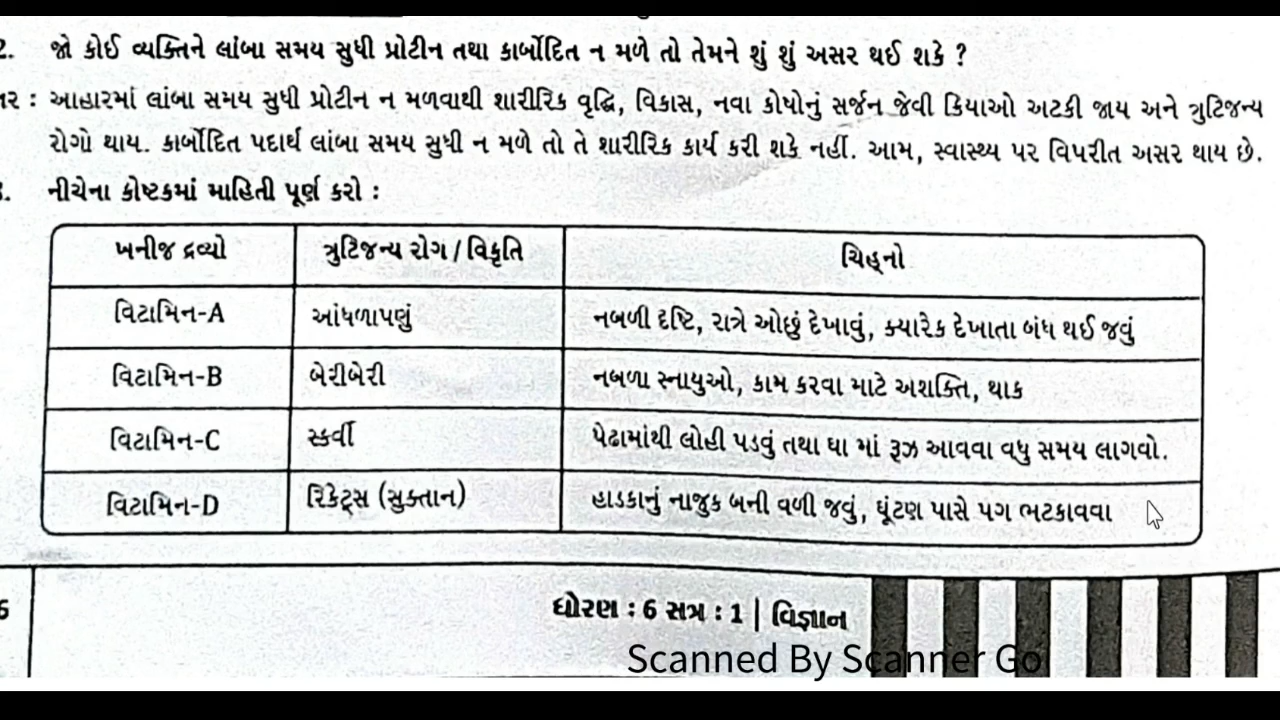 2. જો કોઈ વ્યક્તિને લાંબા સમય સુધી પ્રોટીન તથા કાર્બોદિત ન મળે તો તેમને શું શું અસર થઈ શકે ?
ાર : આહારમાં લાંબા સમય સુધી પ્રોટીન ન મળવાથી શારીરિક વૃદ્ધિ, વિકાસ, નવા કોષોનું સર્જન જેવી ક્રિયાઓ અટકી જાય અને ત્રુટિજન્ય
રોગો થાય. કાર્બોદિત પદાર્થ લાંબા સમય સુધી ન મળે તો તે શારીરિક કાર્ય કરી શકે નહીં. આમ, સ્વાસ્થ્ય પર વિપરીત અસર થાય છે.
નીચેના કોષ્ટકમાં માહિતી પૂર્ણ કરો :
ખનીજ દ્રવ્યો ત્રુટિજન્ય રોગ / વિકૃતિ ચિહ્નો
વિટામિન-A આંધળાપણું નબળી દૃષ્ટિ, રાત્રે ઓછું દેખાવું, ક્યારેક દેખાતા બંધ થઈ જવું
વિટામિન-B બેરીબેરી નબળા સ્નાયુઓ, કામ કરવા માટે અશક્તિ, થાક
વિટામિન-C સ્કર્વી પેઢામાંથી લોહી પડવું તથા ઘા માં રૂઝ આવવા વધુ સમય લાગવો.
વિટામિન-D રિકેટ્સ (સુક્તાન) હાડકાનું નાજુક બની વળી જવું, ઘૂંટણ પાસે પગ ભટકાવવા
6 ધોરણ : 6 સત્ર : 1 | વિજ્ઞાન
Scanned By Scanner Go